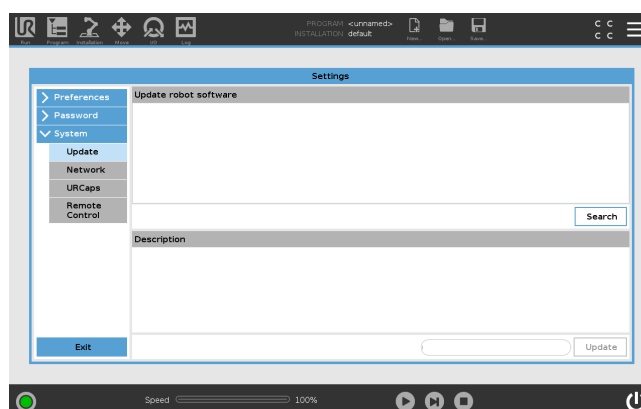 PROGRAM <unnamed>
INSTALLATION default
Run
Program
Installation
Move
I/O
Log
New...
Open...
Save...
C C
C C
Settings
Preferences
Password
System
Update
Network
URCaps
Remote
Control
Exit
Update robot software
Search
Description
Update
Speed
100%